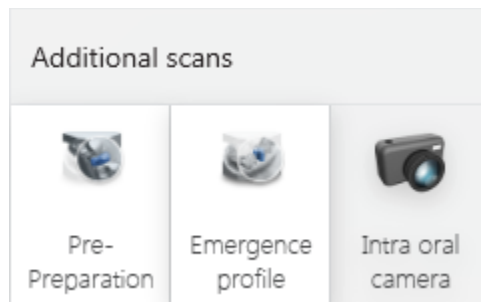 Additional scans
Pre-
Preparation
Emergence
profile
Intra oral
camera